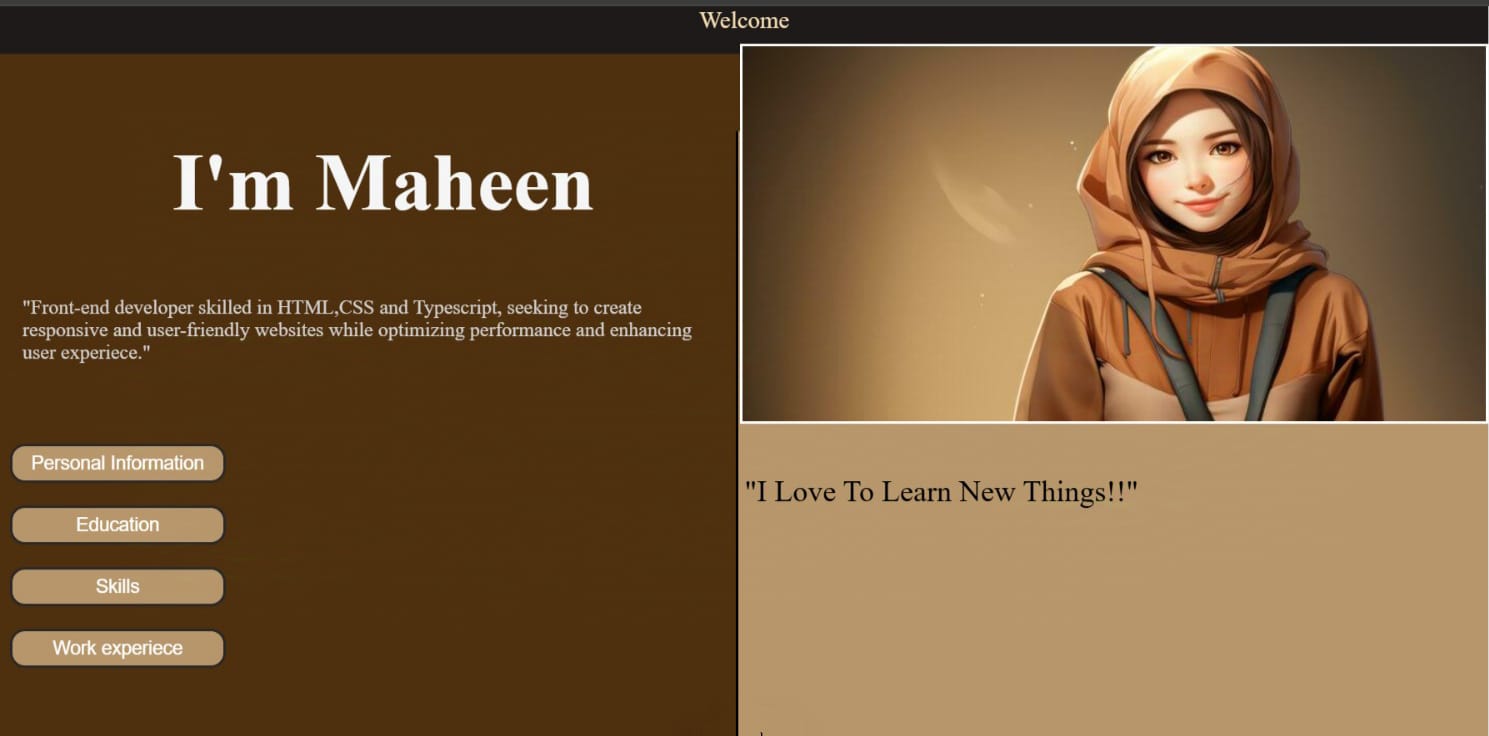 Welcome
I'm Maheen
"Front-end developer skilled in HTML,CSS and Typescript, seeking to create
responsive and user-friendly websites while optimizing performance and enhancing
user experiece."
Personal Information
Education
Skills
Work experiece
"I Love To Learn New Things!!"